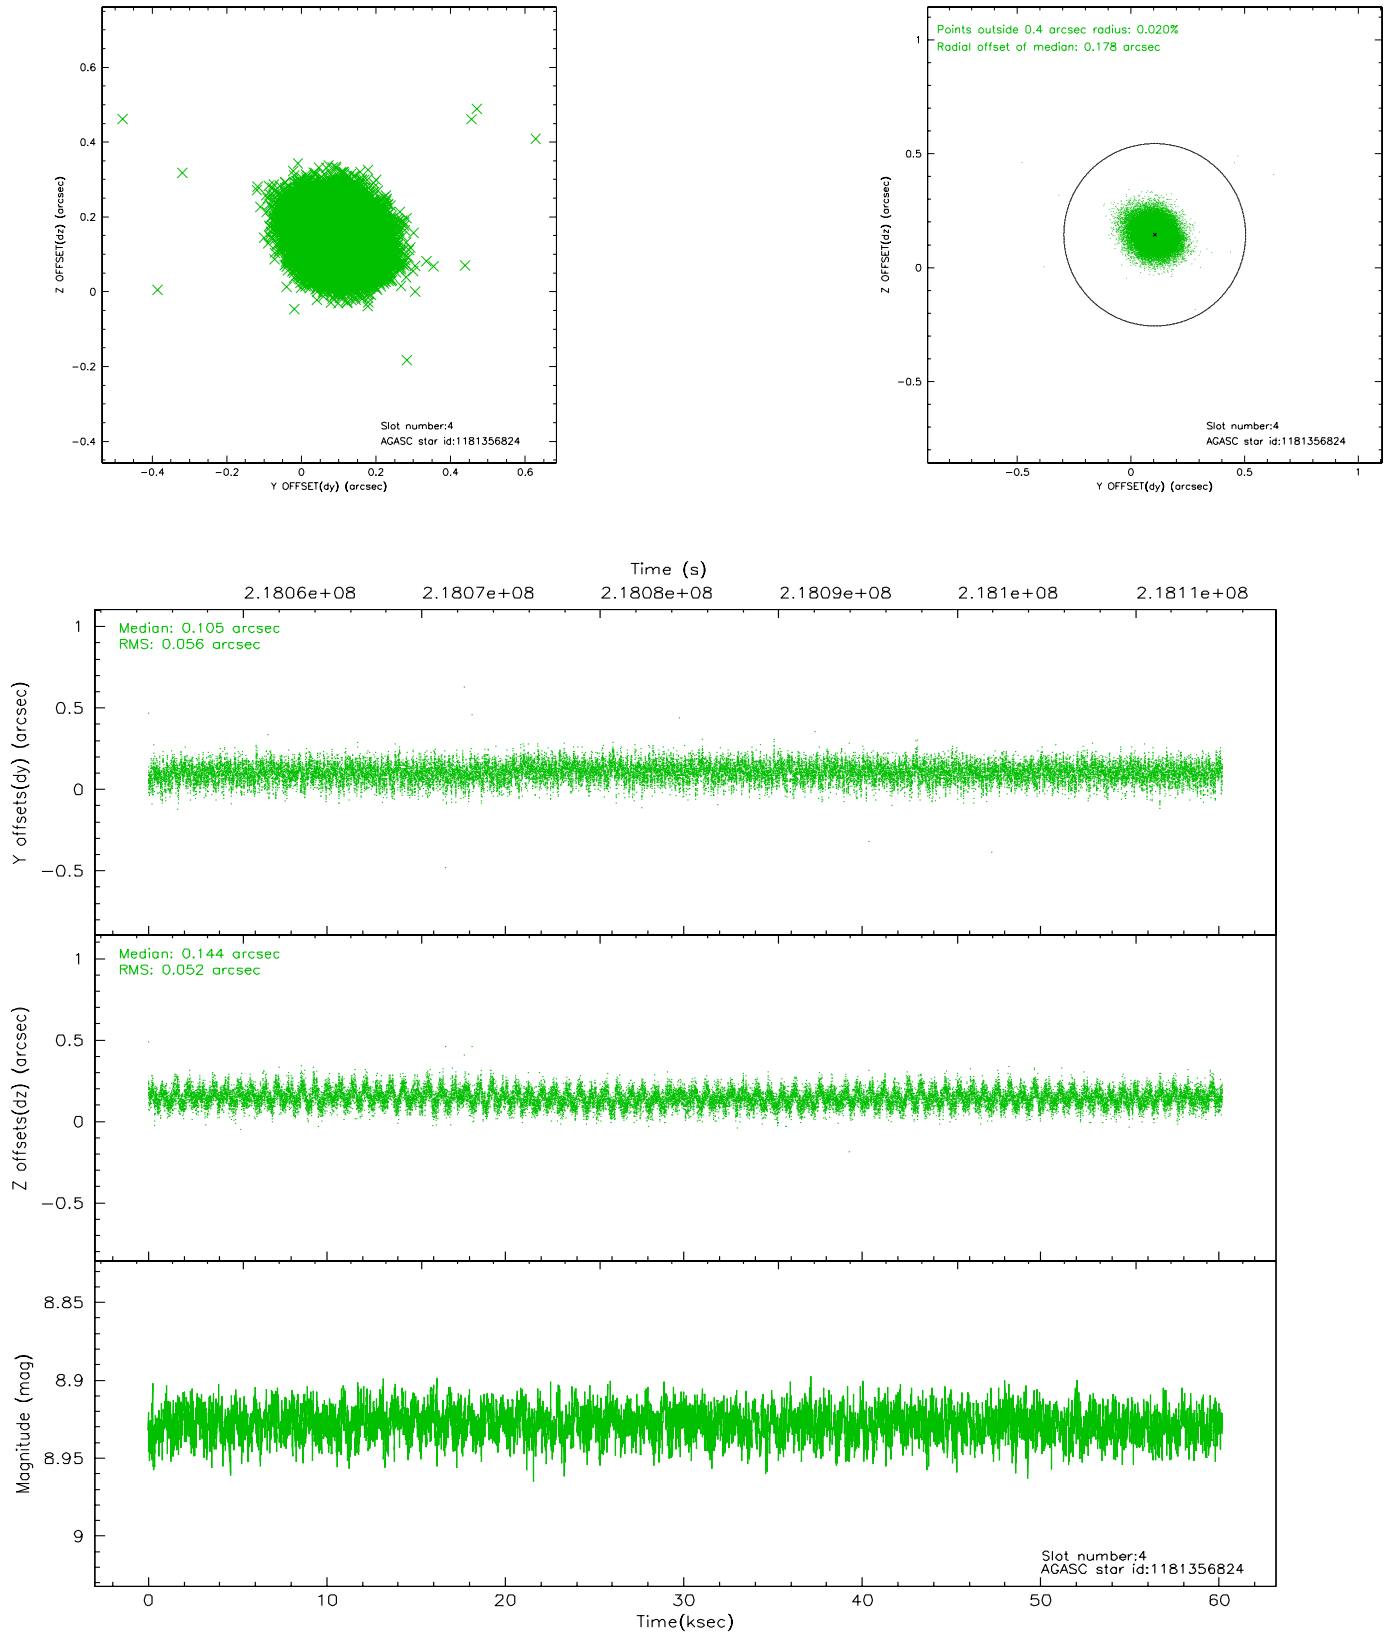 0.6
0.4
0.2
0
−0.2
−0.4
Z OFFSET(dz) (arcsec)
Slot number:4
AGASC star id:1181356824
−0.4 −0.2 0 0.2 0.4 0.6
Y OFFSET(dy) (arcsec)
Points outside 0.4 arcsec radius: 0.020%
Radial offset of median: 0.178 arcsec
1
0.5
0
−0.5
Z OFFSET(dz) (arcsec)
Slot number:4
AGASC star id:1181356824
−0.5 0 0.5 1
Y OFFSET(dy) (arcsec)
Time (s)
2.1806e+08 2.1807e+08 2.1808e+08 2.1809e+08 2.181e+08 2.1811e+08
Median: 0.105 arcsec
RMS: 0.056 arcsec
1
0.5
0
−0.5
Y offsets(dy) (arcsec)
Median: 0.144 arcsec
RMS: 0.052 arcsec
1
0.5
0
−0.5
Z offsets(dz) (arcsec)
8.85
8.9
8.95
9
Magnitude (mag)
Slot number:4
AGASC star id:1181356824
0 10 20 30 40 50 60
Time(ksec)